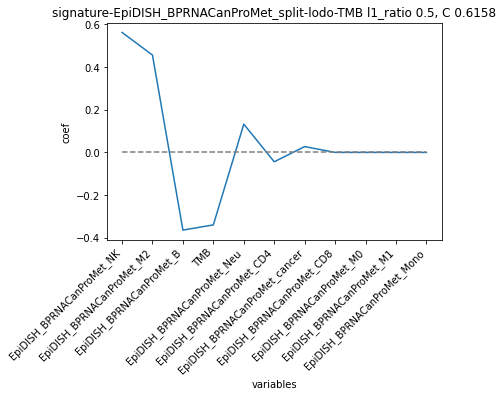 signature-EpiDISH_BPRNACanProMet_split-lodo-TMB l1_ratio 0.5, C 0.6158
0.6
0.4
0.2
0.0
−0.2
−0.4
coef
EpiDISH_BPRNACanProMet_NK
EpiDISH_BPRNACanProMet_M2
EpiDISH_BPRNACanProMet_B
TMB
EpiDISH_BPRNACanProMet_Neu
EpiDISH_BPRNACanProMet_CD4
EpiDISH_BPRNACanProMet_cancer
EpiDISH_BPRNACanProMet_CD8
EpiDISH_BPRNACanProMet_M0
EpiDISH_BPRNACanProMet_M1
EpiDISH_BPRNACanProMet_Mono
variables